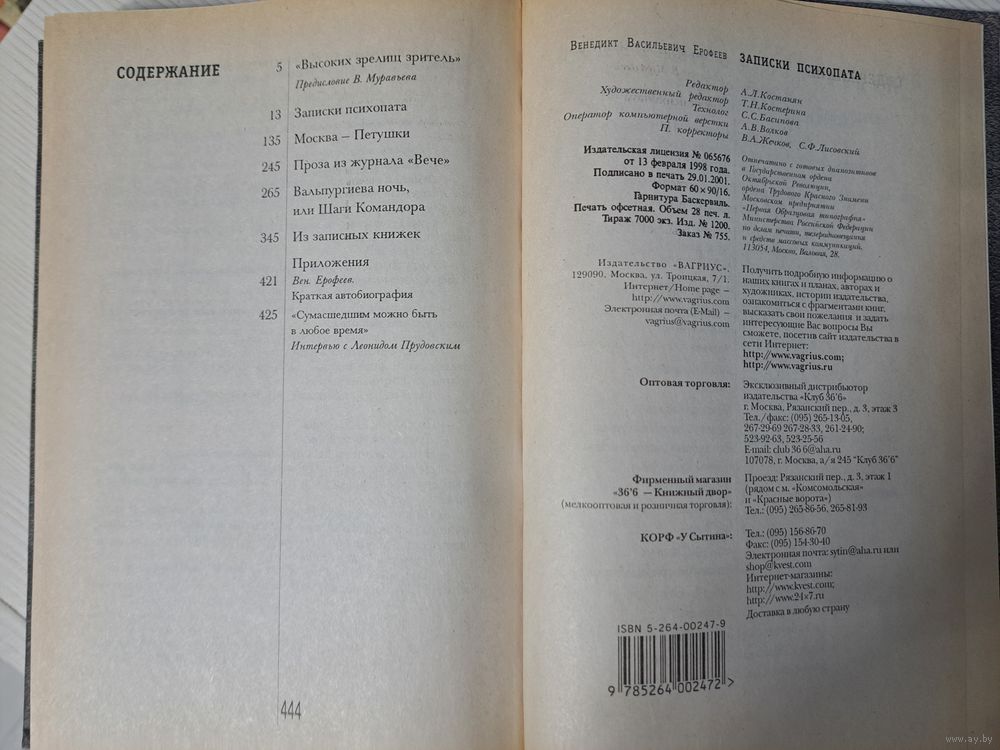 СОДЕРЖАНИЕ
5 «Высоких зрелищ зритель»
Предисловие В. Муравьева
13 Записки психопата
135 Москва – Петушки
245 Проза из журнала «Вече»
265 Вальпургиева ночь,
или Шаги Командора
345 Из записных книжек
Приложения
421 Вен. Ерофеев.
Краткая автобиография
425 «Сумасшедшим можно быть
в любое время»
Интервью с Леонидом Прудовским
444
Венедикт Васильевич Ерофеев ЗАПИСКИ ПСИХОПАТА
Редактор А.Л.Костанян
Художественный редактор Т.Н.Костерина
Технолог С.С.Басипова
Оператор компьютерной верстки А.В.Волков
П. корректоры В.А.Жечков, С.Ф.Лисовский
Издательская лицензия № 065676
от 13 февраля 1998 года.
Подписано в печать 29.01.2001.
Формат 60×90/16.
Гарнитура Баскервиль.
Печать офсетная. Объем 28 печ. л.
Тираж 7000 экз. Изд. № 1200.
Заказ № 755.
Отпечатано с готовых диапозитивов
в Государственном ордена
Октябрьской Революции,
ордена Трудового Красного Знамени
Московском предприятии
«Первая Образцовая типография»
Министерства Российской Федерации
по делам печати, телерадиовещания
и средств массовых коммуникаций.
113054, Москва, Валовая, 28.
Издательство «ВАГРИУС»,
129090, Москва, ул. Троицкая, 7/1.
Интернет/Home page –
http://www.vagrius.com
Электронная почта (E-Mail) –
vagrius@vagrius.com
Получить подробную информацию о
наших книгах и планах, авторах и
художниках, истории издательства,
ознакомиться с фрагментами книг,
высказать свои пожелания и задать
интересующие Вас вопросы Вы
сможете, посетив сайт издательства в
сети Интернет:
http://www.vagrius.com;
http://www.vagrius.ru
Оптовая торговля:
Эксклюзивный дистрибьютор
издательства «Клуб 36'6»
г. Москва, Рязанский пер., д. 3, этаж 3
Тел./факс: (095) 265-13-05,
267-29-69 267-28-33, 261-24-90;
523-92-63, 523-25-56
E-mail: club 36 6@aha.ru
107078, г. Москва, а/я 245 "Клуб 36'6"
Фирменный магазин
«36'6 — Книжный двор»
(мелкооптовая и розничная торговля):
Проезд: Рязанский пер., д. 3, этаж 1
(рядом с м. «Комсомольская»
и «Красные ворота»)
Тел.: (095) 265-86-56, 265-81-93
КОРФ «У Сытина»:
Тел.: (095) 156-86-70
Факс: (095) 154-30-40
Электронная почта: sytin@aha.ru или
shop@kvest.com
Интернет-магазины:
http://www.kvest.com;
http://www.24×7.ru
Доставка в любую страну
ISBN 5-264-00247-9
9 785264 002472 >
www.ay.by